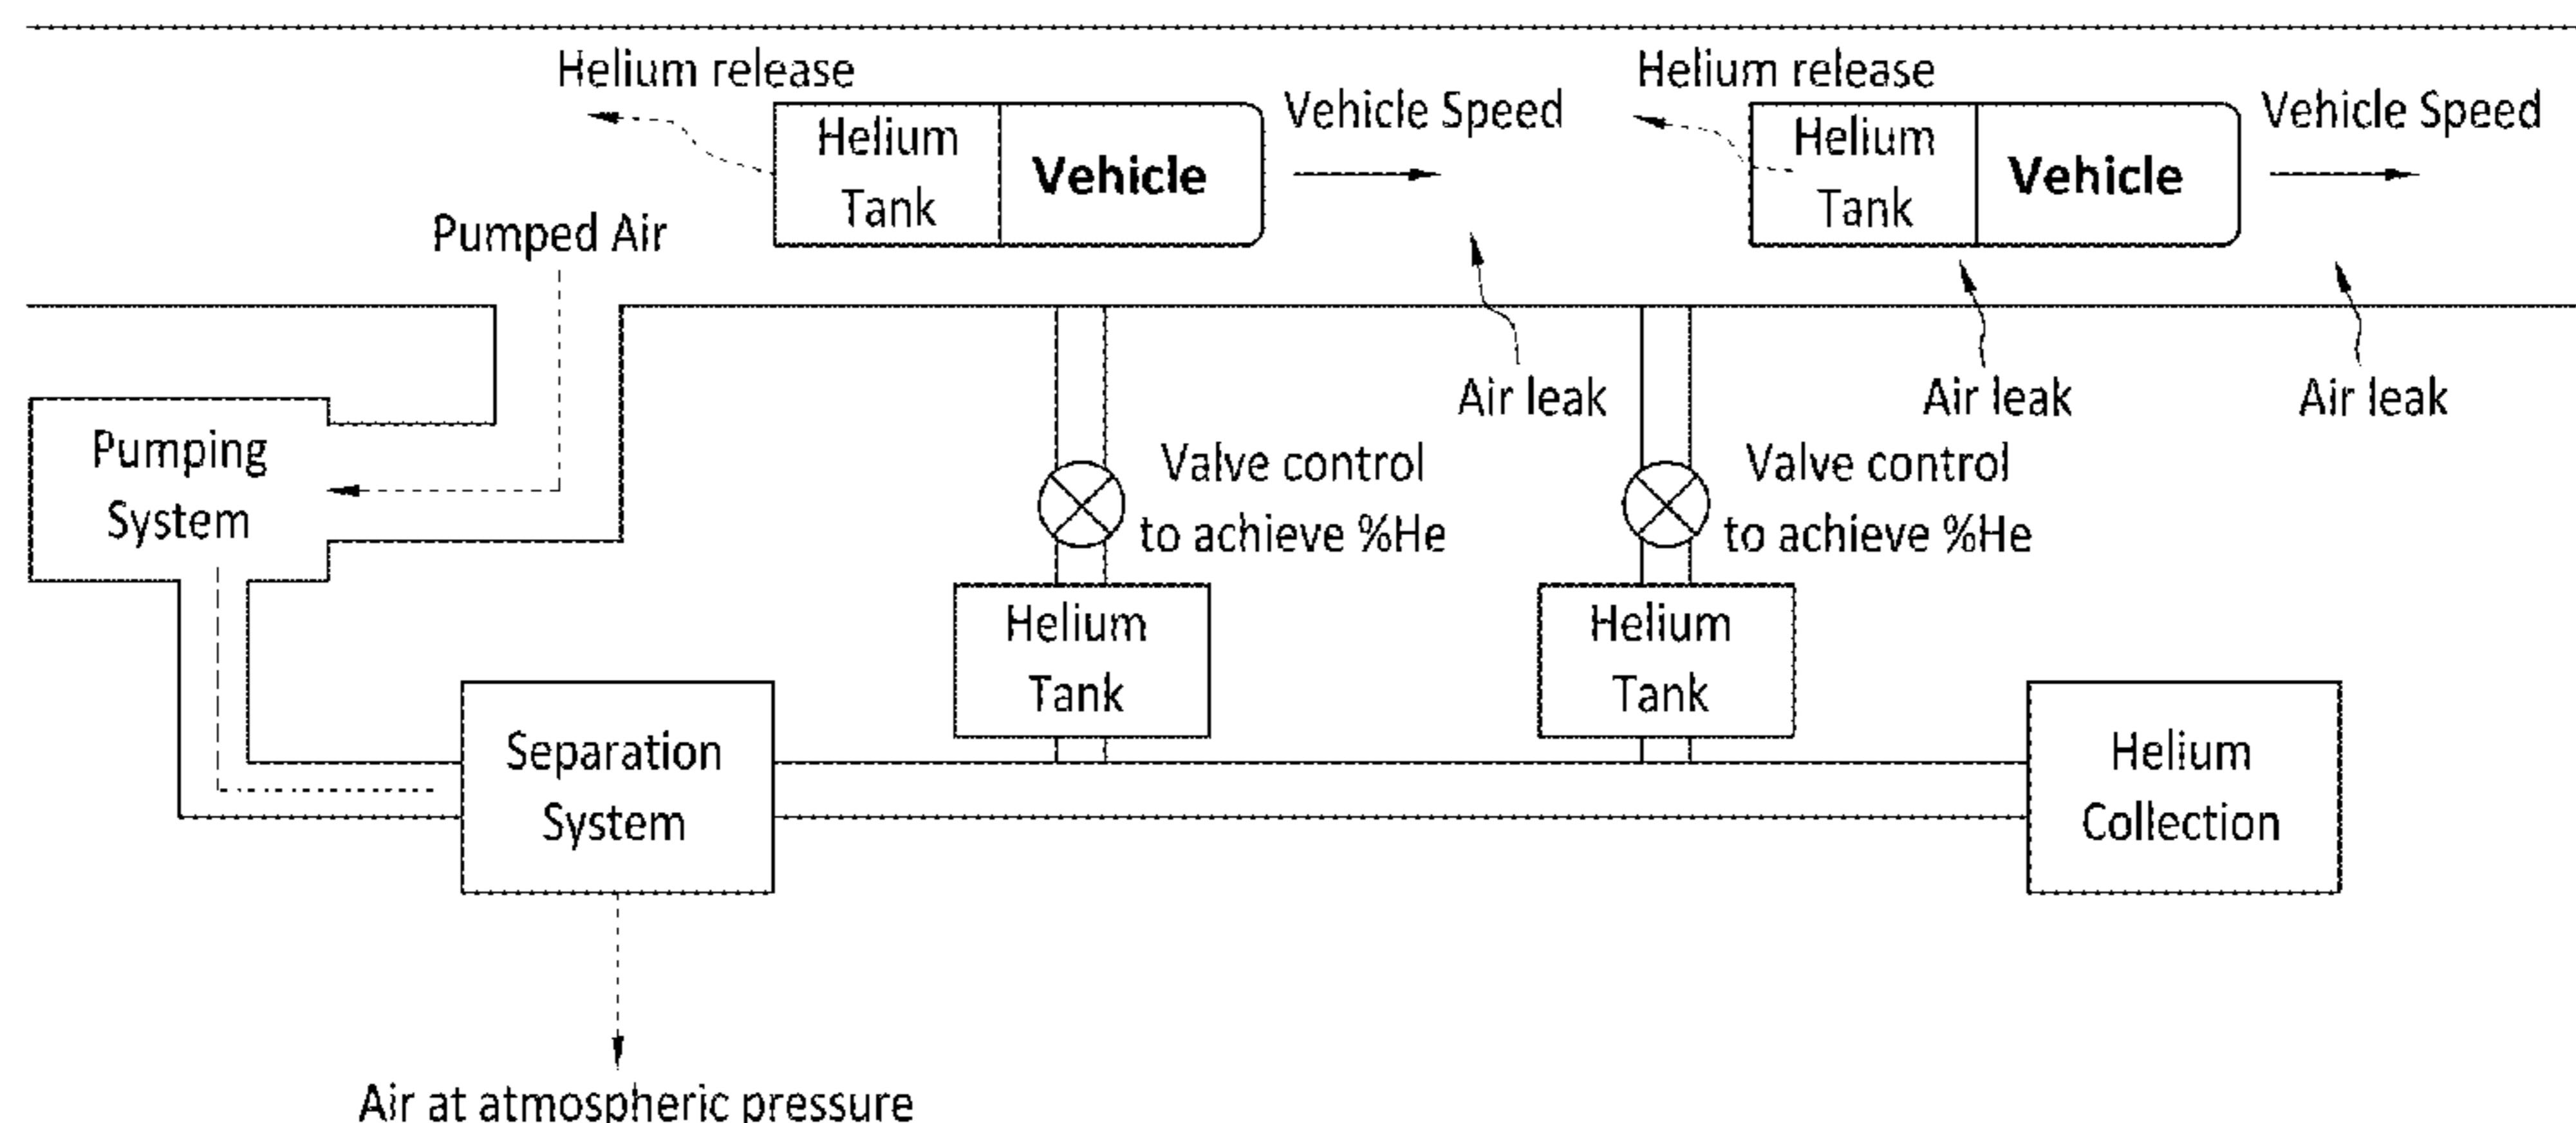 Helium release
Helium
Tank
Vehicle
Vehicle Speed
Helium release
Helium
Tank
Vehicle
Vehicle Speed
Pumped Air
Air leak
Air leak
Air leak
Pumping
System
Valve control
to achieve %He
Valve control
to achieve %He
Helium
Tank
Helium
Tank
Separation
System
Helium
Collection
Air at atmospheric pressure